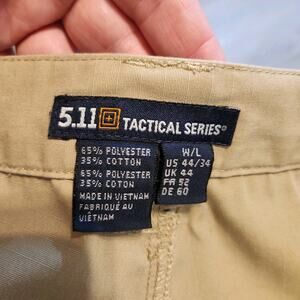 5.11 TACTICAL SERIES®
65% POLYESTER
35% COTTON
65% POLYESTER
35% COTON
MADE IN VIETNAM
FABRIQUÉ AU
VIÊTNAM
W/L
US 44/34
UK 44
FR 52
DE 60